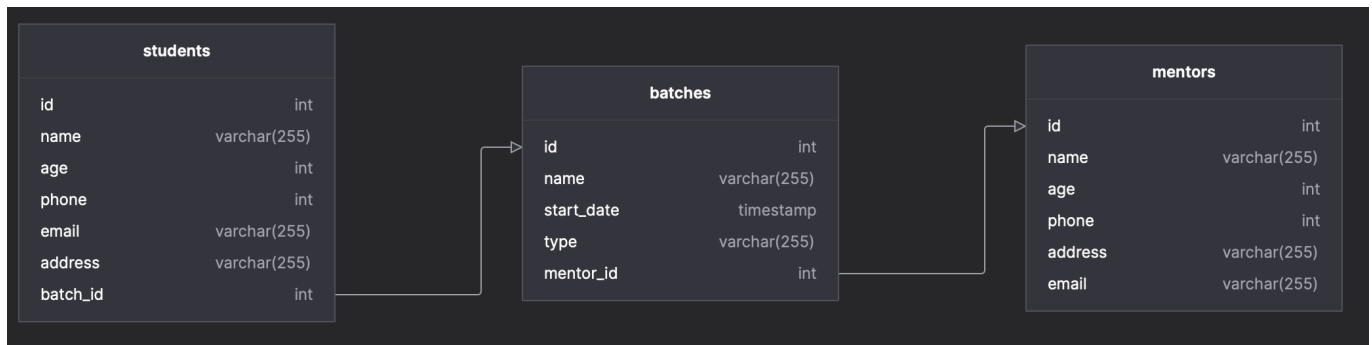 students
id int
name varchar(255)
age int
phone int
email varchar(255)
address varchar(255)
batch_id int
batches
id int
name varchar(255)
start_date timestamp
type varchar(255)
mentor_id int
mentors
id int
name varchar(255)
age int
phone int
address varchar(255)
email varchar(255)